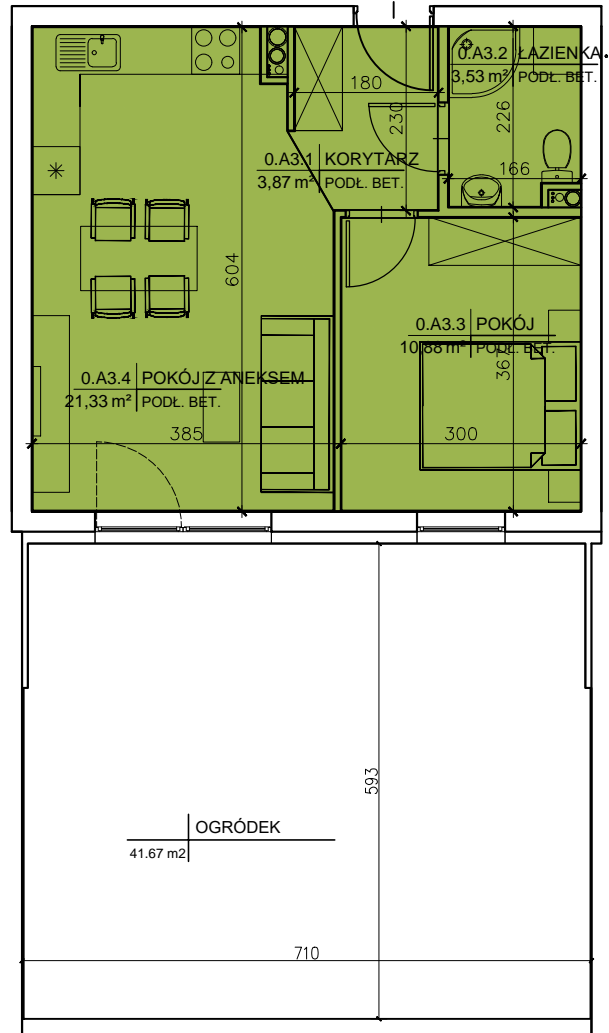 0.A3.2 ŁAZIENKA
3,53 m² PODŁ. BET.
180
230
226
166
0.A3.1 KORYTARZ
3,87 m² PODŁ. BET.
604
0.A3.3 POKÓJ
10,88 m² PODŁ. BET.
0.A3.4 POKÓJ Z ANEKSEM
21,33 m² PODŁ. BET.
385
300
593
OGRÓDEK
41.67 m2
710